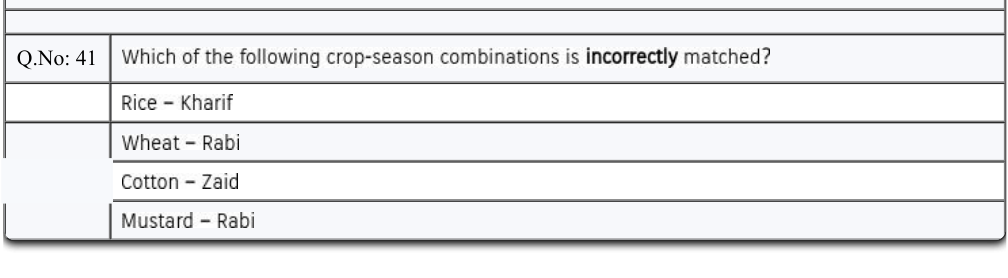 Q.No: 41 Which of the following crop-season combinations is incorrectly matched?
Rice – Kharif
Wheat – Rabi
Cotton – Zaid
Mustard – Rabi